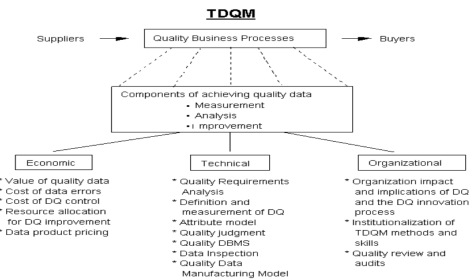 TDQM
Suppliers Quality Business Processes Buyers
Components of achieving quality data
• Measurement
• Analysis
• Improvement
Economic
* Value of quality data
* Cost of data errors
* Cost of DQ control
* Resource allocation
for DQ improvement
* Data product pricing
Technical
* Quality Requirements
Analysis
* Definition and
measurement of DQ
* Attribute model
* Quality judgment
* Quality DBMS
* Data Inspection
* Quality Data
Manufacturing Model
Organizational
* Organization impact
and implications of DQ
and the DQ innovation
process
* Institutionalization of
TDQM methods and
skills
* Quality review and
audits